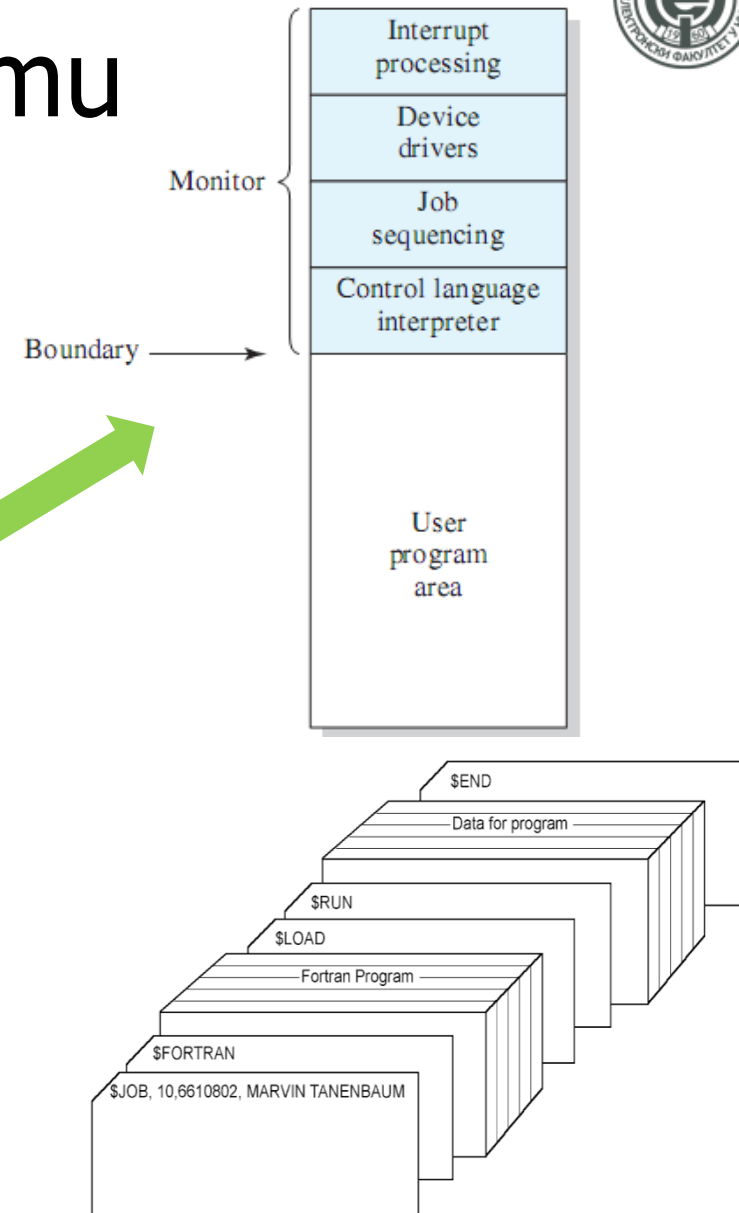 mu
Interrupt
processing
Device
drivers
Monitor
Job
sequencing
Control language
interpreter
Boundary
User
program
area
$END
Data for program
$RUN
$LOAD
Fortran Program
$FORTRAN
$JOB, 10,6610802, MARVIN TANENBAUM